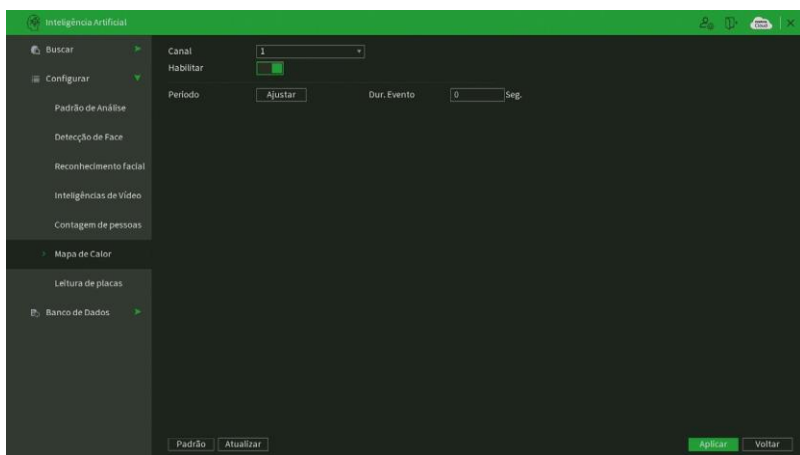 Inteligência Artificial
Cloud
Buscar
Configurar
Padrão de Análise
Detecção de Face
Reconhecimento facial
Inteligências de Vídeo
Contagem de pessoas
Mapa de Calor
Leitura de placas
Banco de Dados
Canal 1
Habilitar
Período Ajustar Dur. Evento 0 Seg.
Padrão Atualizar Aplicar Voltar